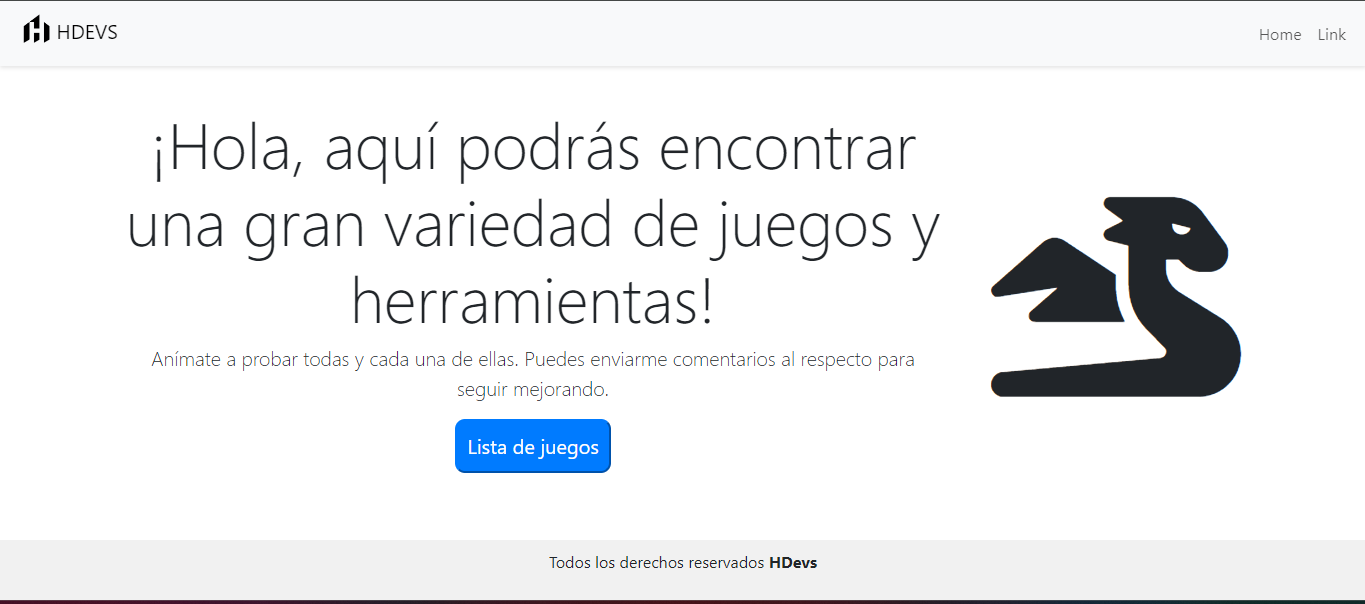 HDEVS
Home Link
¡Hola, aquí podrás encontrar
una gran variedad de juegos y
herramientas!
Anímate a probar todas y cada una de ellas. Puedes enviarme comentarios al respecto para
seguir mejorando.
Lista de juegos
Todos los derechos reservados HDevs